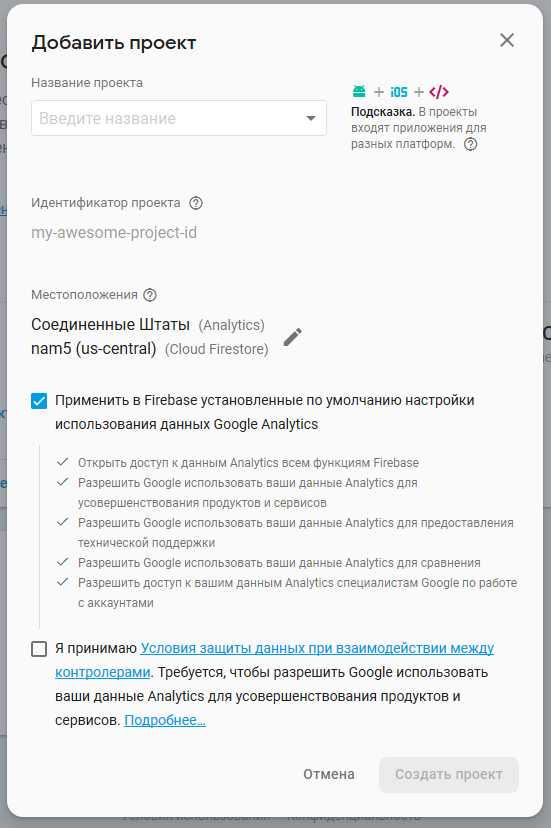 Добавить проект
Название проекта
Введите название
+ iOS + </>
Подсказка. В проекты
входят приложения для
разных платформ.
Идентификатор проекта
my-awesome-project-id
Местоположения
Соединенные Штаты (Analytics)
nam5 (us-central) (Cloud Firestore)
Применить в Firebase установленные по умолчанию настройки
использования данных Google Analytics
Открыть доступ к данным Analytics всем функциям Firebase
Разрешить Google использовать ваши данные Analytics для
усовершенствования продуктов и сервисов
Разрешить Google использовать ваши данные Analytics для предоставления
технической поддержки
Разрешить Google использовать ваши данные Analytics для сравнения
Разрешить доступ к вашим данным Analytics специалистам Google по работе
с аккаунтами
Я принимаю Условия защиты данных при взаимодействии между
контролерами. Требуется, чтобы разрешить Google использовать
ваши данные Analytics для усовершенствования продуктов и
сервисов. Подробнее…
Отмена
Создать проект
Условия использования Конфиденциальность